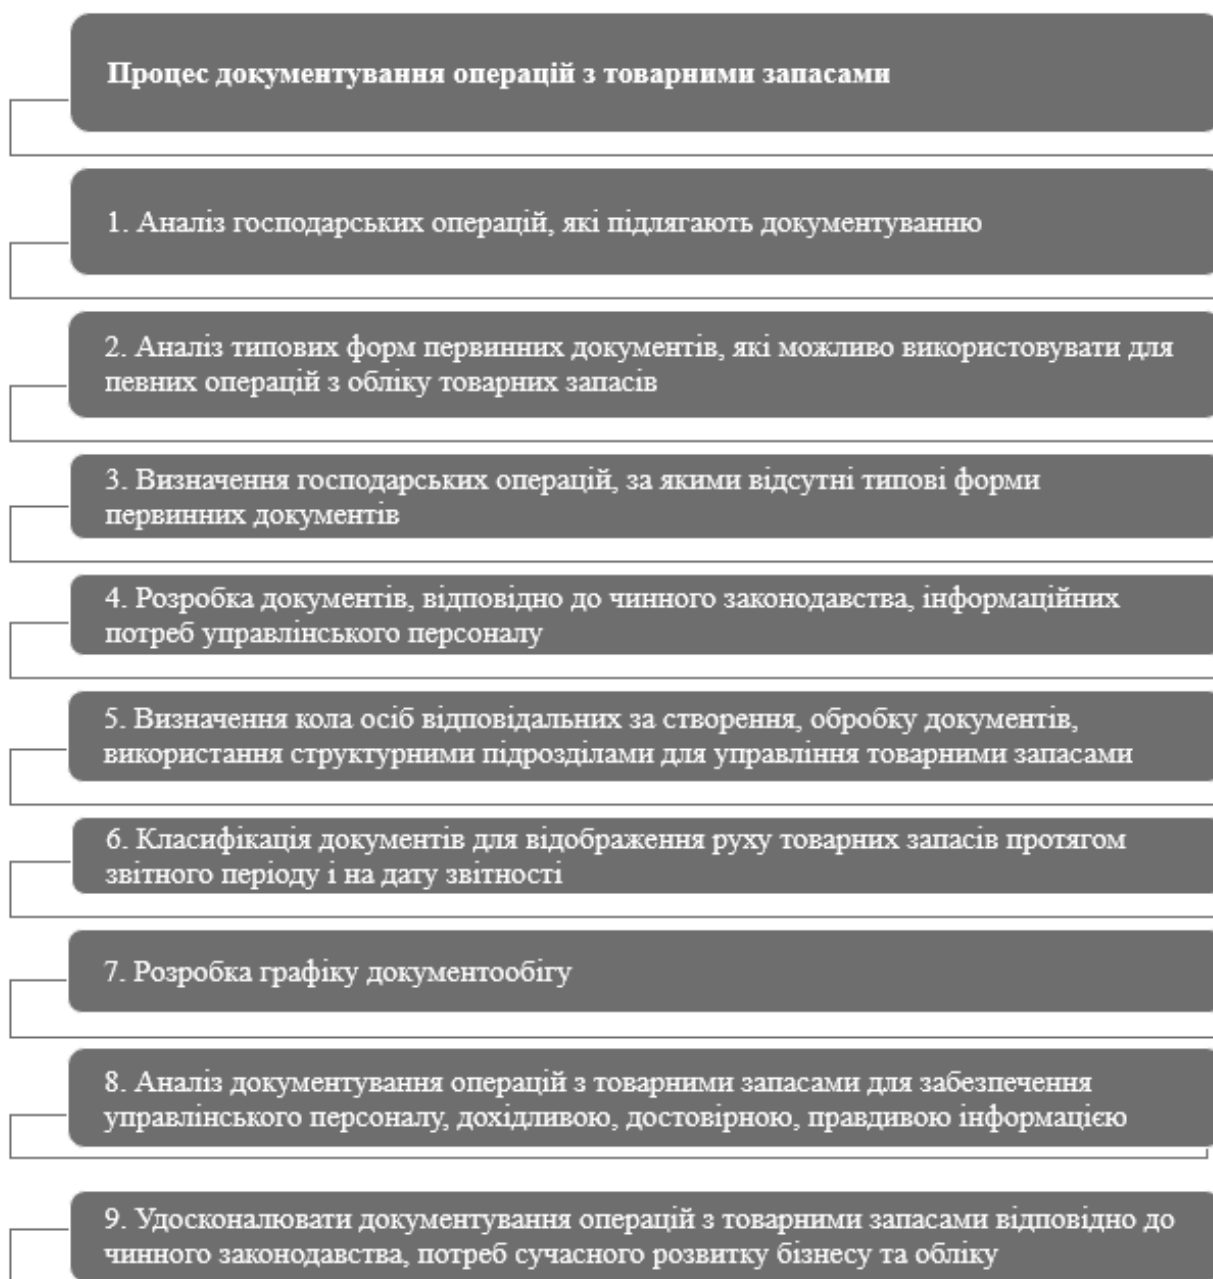 Процес документування операцій з товарними запасами
1. Аналіз господарських операцій, які підлягають документуванню
2. Аналіз типових форм первинних документів, які можливо використовувати для
певних операцій з обліку товарних запасів
3. Визначення господарських операцій, за якими відсутні типові форми
первинних документів
4. Розробка документів, відповідно до чинного законодавства, інформаційних
потреб управлінського персоналу
5. Визначення кола осіб відповідальних за створення, обробку документів,
використання структурними підрозділами для управління товарними запасами
6. Класифікація документів для відображення руху товарних запасів протягом
звітного періоду і на дату звітності
7. Розробка графіку документообігу
8. Аналіз документування операцій з товарними запасами для забезпечення
управлінського персоналу, дохідливою, достовірною, правдивою інформацією
9. Удосконалювати документування операцій з товарними запасами відповідно до
чинного законодавства, потреб сучасного розвитку бізнесу та обліку